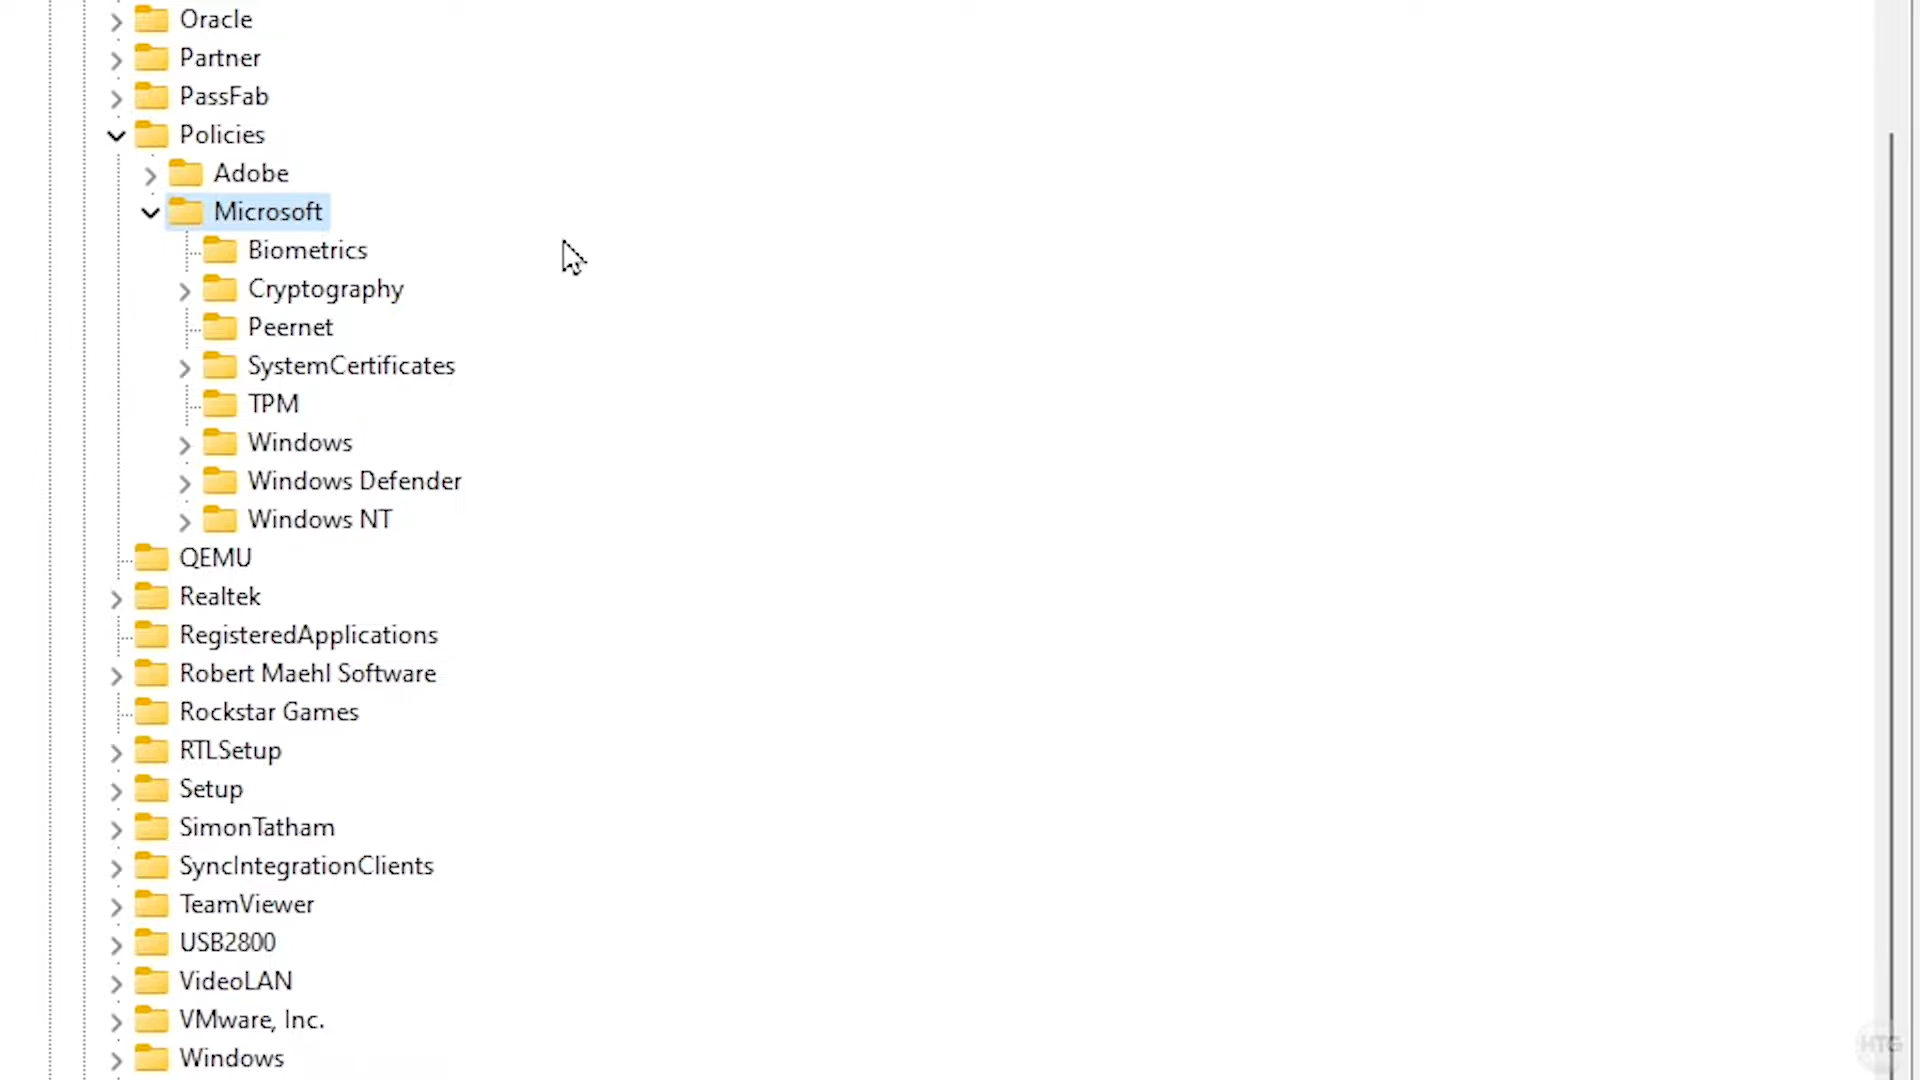 Oracle
Partner
PassFab
Policies
Adobe
Microsoft
Biometrics
Cryptography
Peernet
SystemCertificates
TPM
Windows
Windows Defender
Windows NT
QEMU
Realtek
RegisteredApplications
Robert Maehl Software
Rockstar Games
RTLSetup
Setup
SimonTatham
SyncIntegrationClients
TeamViewer
USB2800
VideoLAN
VMware, Inc.
Windows
HTG